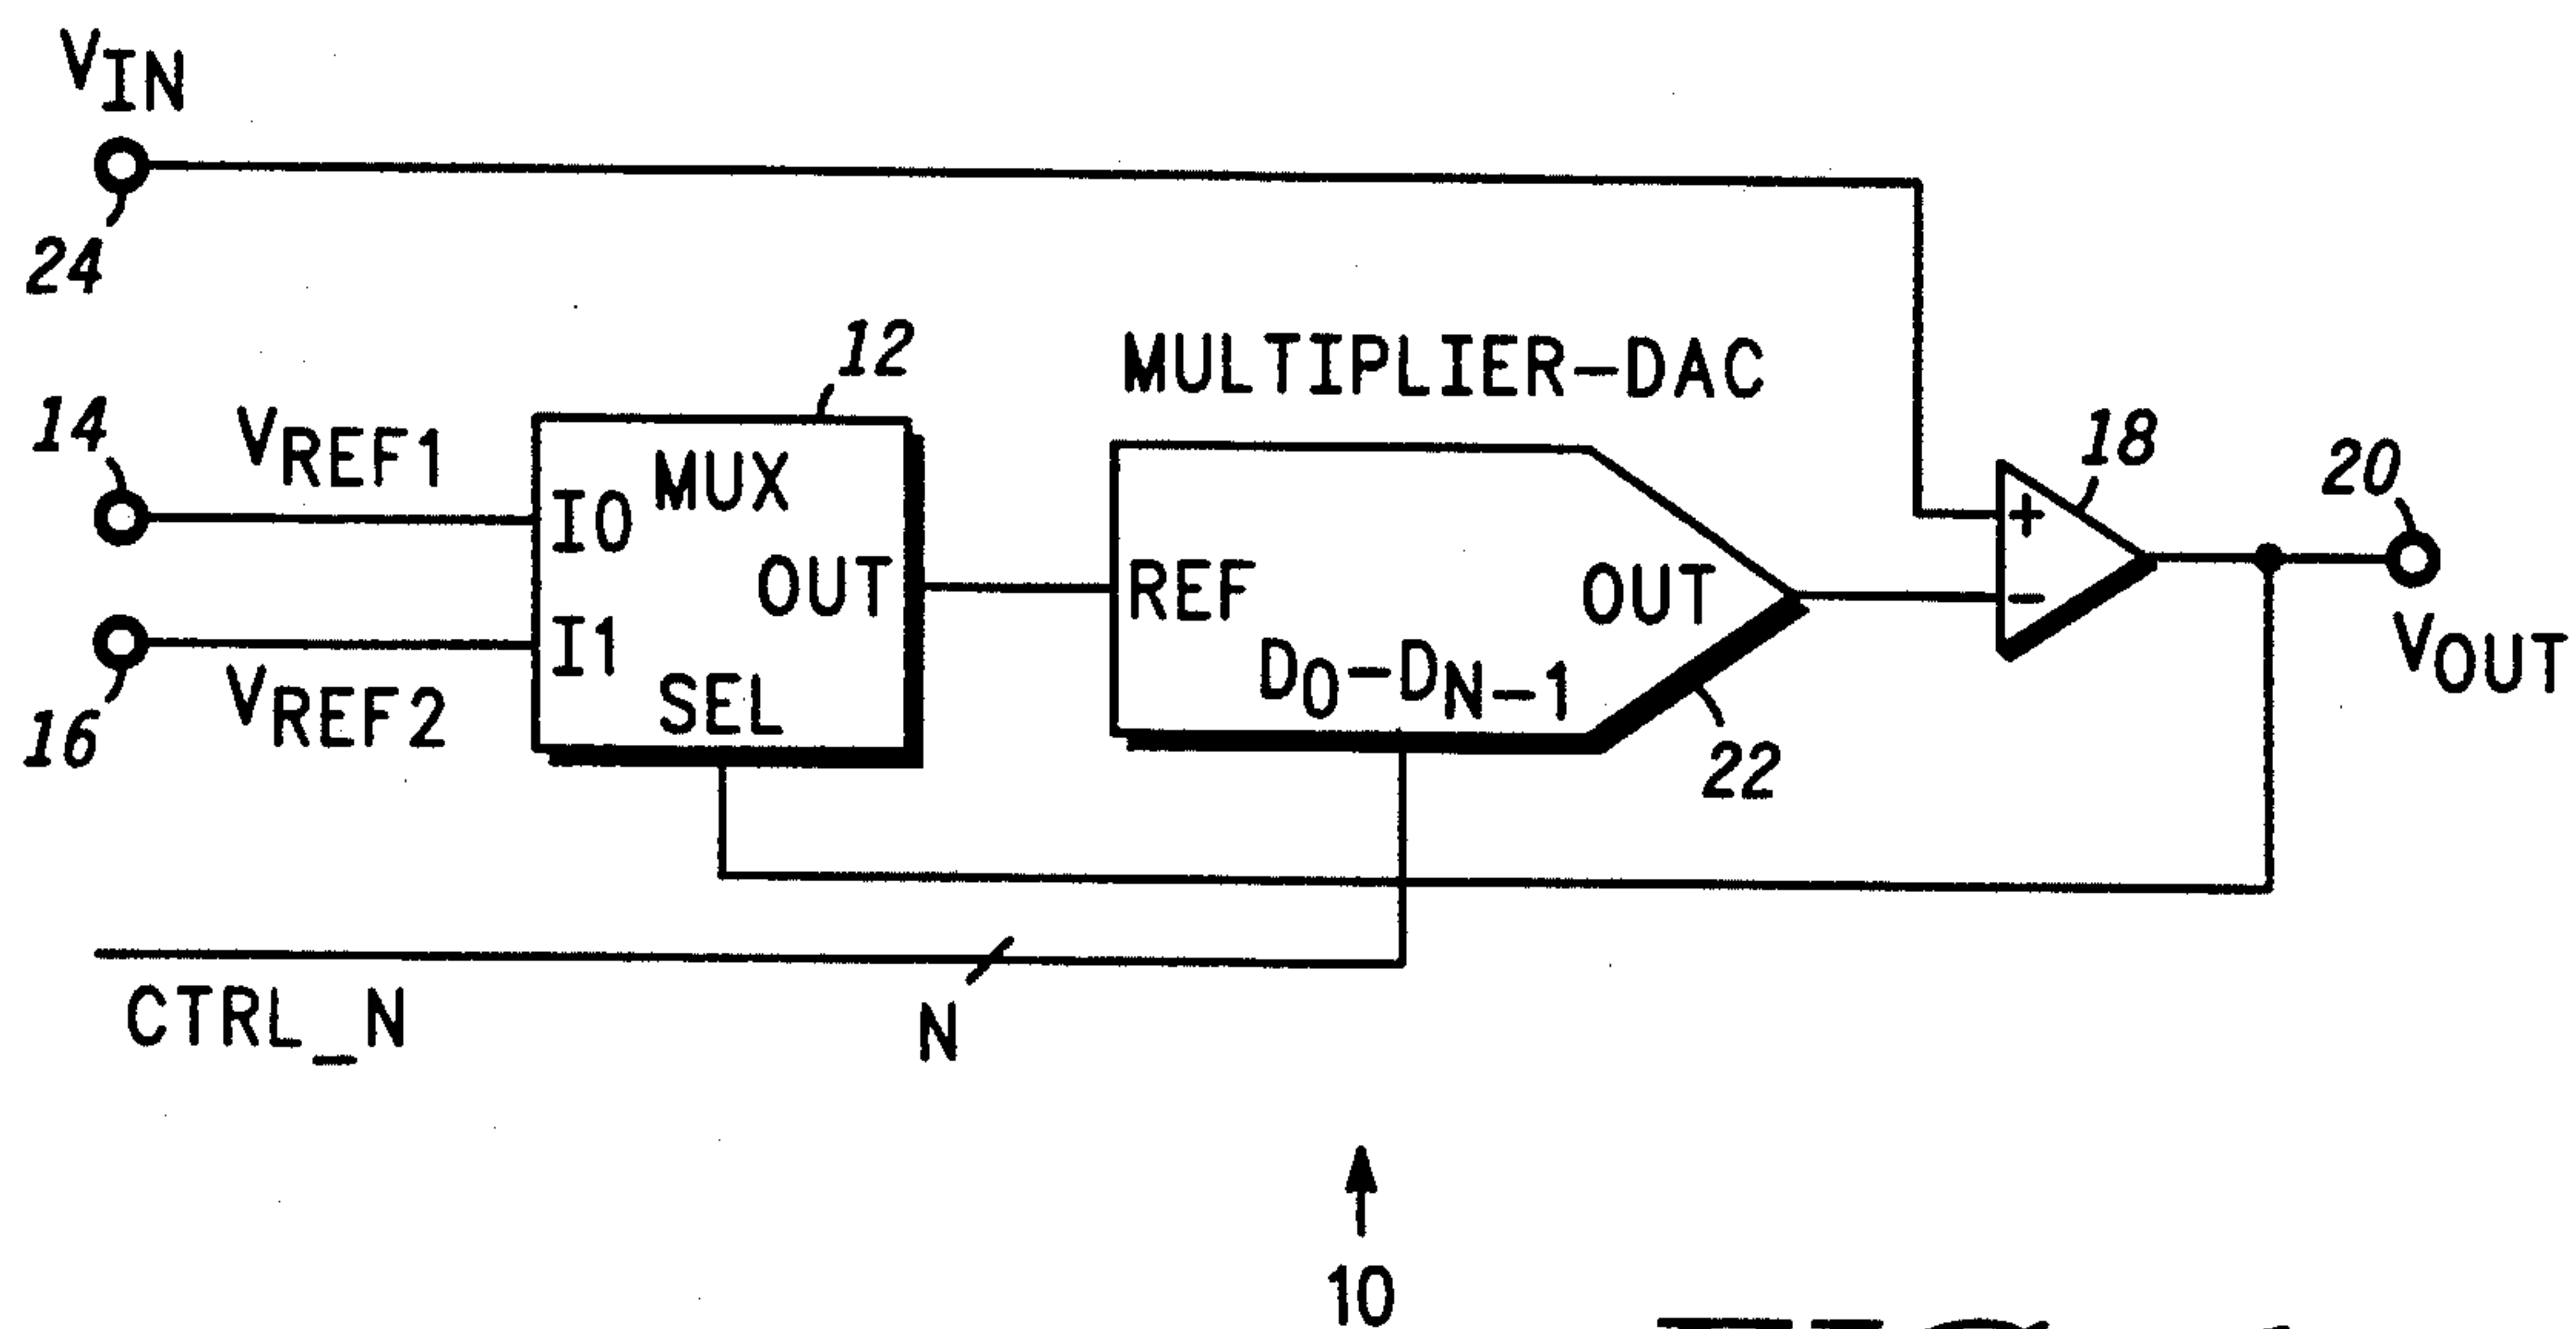 VIN
24
14
VREF1
16
VREF2
12
MUX
I0
OUT
I1
SEL
MULTIPLIER-DAC
REF
OUT
D0-DN-1
22
+
-
18
20
VOUT
CTRL_N
N
10